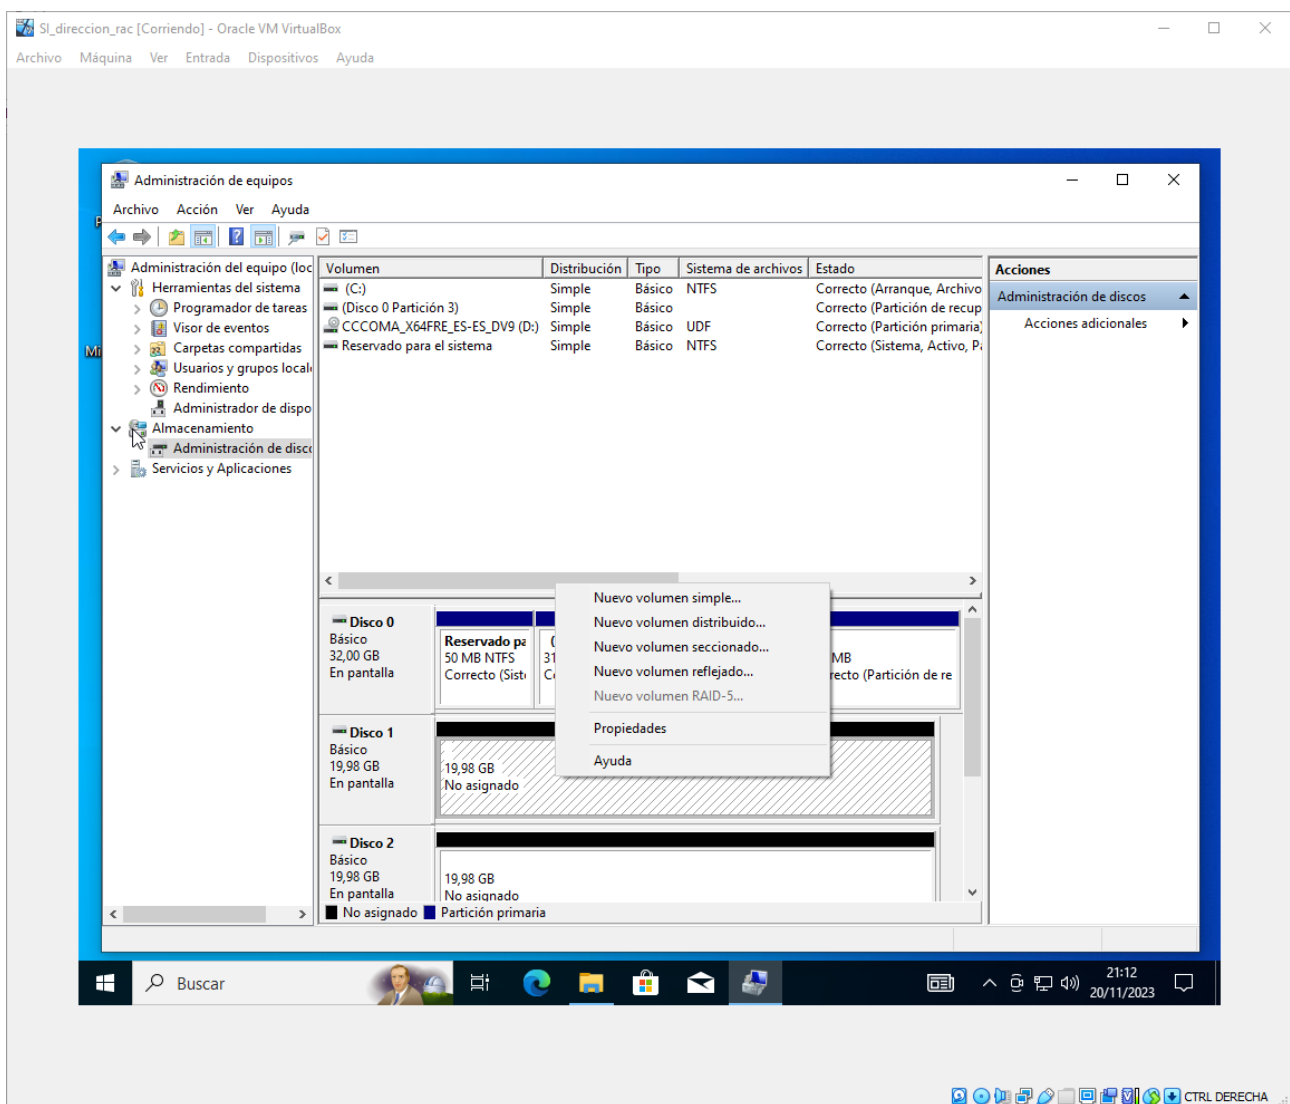 SI_direccion_rac [Corriendo] - Oracle VM VirtualBox
Archivo Máquina Ver Entrada Dispositivos Ayuda
Administración de equipos
Archivo Acción Ver Ayuda
Administración del equipo (loc
Herramientas del sistema
Programador de tareas
Visor de eventos
Carpetas compartidas
Usuarios y grupos local
Rendimiento
Administrador de dispo
Almacenamiento
Administración de disc
Servicios y Aplicaciones
Volumen Distribución Tipo Sistema de archivos Estado
(C:) Simple Básico NTFS Correcto (Arranque, Archivo
(Disco 0 Partición 3) Simple Básico Correcto (Partición de recup
CCCOMA_X64FRE_ES-ES_DV9 (D:) Simple Básico UDF Correcto (Partición primaria)
Reservado para el sistema Simple Básico NTFS Correcto (Sistema, Activo, Pa
Acciones
Administración de discos
Acciones adicionales
Nuevo volumen simple...
Nuevo volumen distribuido...
Nuevo volumen seccionado...
Nuevo volumen reflejado...
Nuevo volumen RAID-5...
Propiedades
Ayuda
Disco 0
Básico
32,00 GB
En pantalla
Reservado pa
50 MB NTFS
Correcto (Sist
(
31
C
MB
recto (Partición de re
Disco 1
Básico
19,98 GB
En pantalla
19,98 GB
No asignado
Disco 2
Básico
19,98 GB
En pantalla
19,98 GB
No asignado
No asignado Partición primaria
Buscar
21:12
20/11/2023
CTRL DERECHA